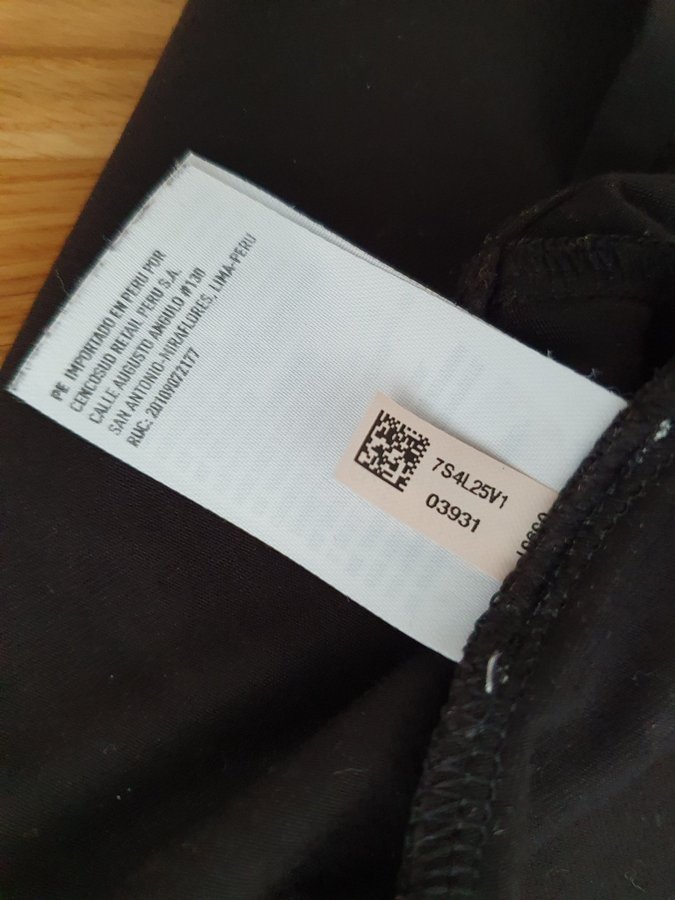 PE IMPORTADO EN PERU POR
CENCOSUD RETAIL PERU S.A.
CALLE AUGUSTO ANGULO #130
SAN ANTONIO-MIRAFLORES, LIMA-PERU
RUC: 20109072177
7S4L25V1
03931